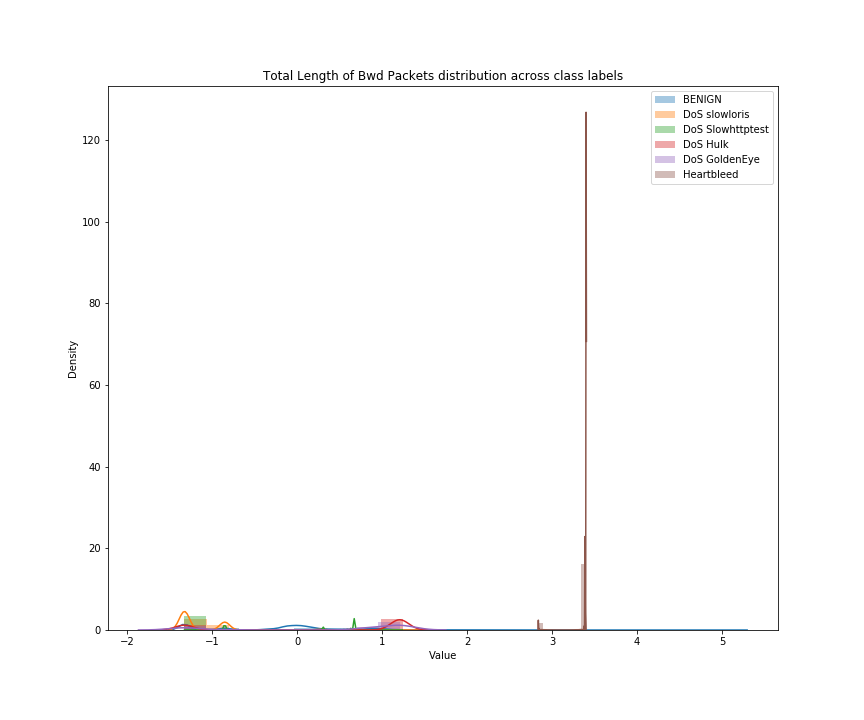 Total Length of Bwd Packets distribution across class labels
BENIGN
DoS slowloris
DoS Slowhttptest
DoS Hulk
DoS GoldenEye
Heartbleed
120
100
80
60
40
20
0
Density
−2
−1
0
1
2
3
4
5
Value